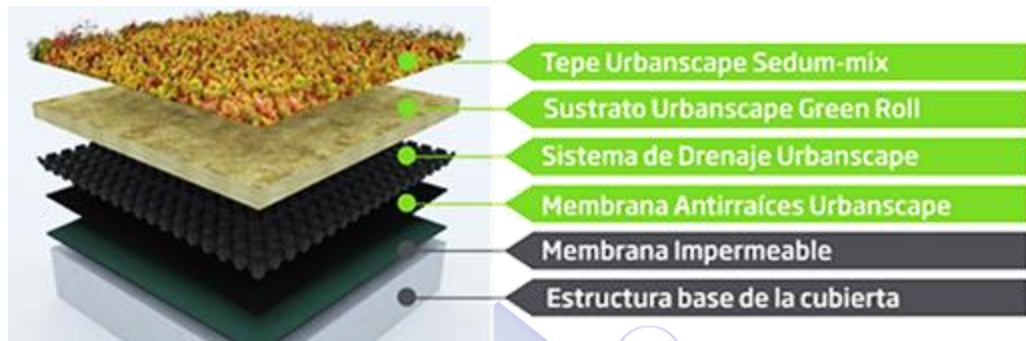 Tepe Urbanscape Sedum-mix
Sustrato Urbanscape Green Roll
Sistema de Drenaje Urbanscape
Membrana Antirraíces Urbanscape
Membrana Impermeable
Estructura base de la cubierta